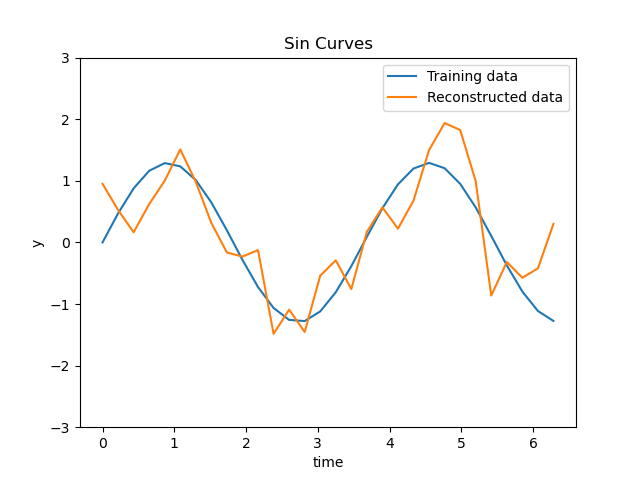 Sin Curves
Training data
Reconstructed data
3
2
1
0
−1
−2
−3
y
0 1 2 3 4 5 6
time